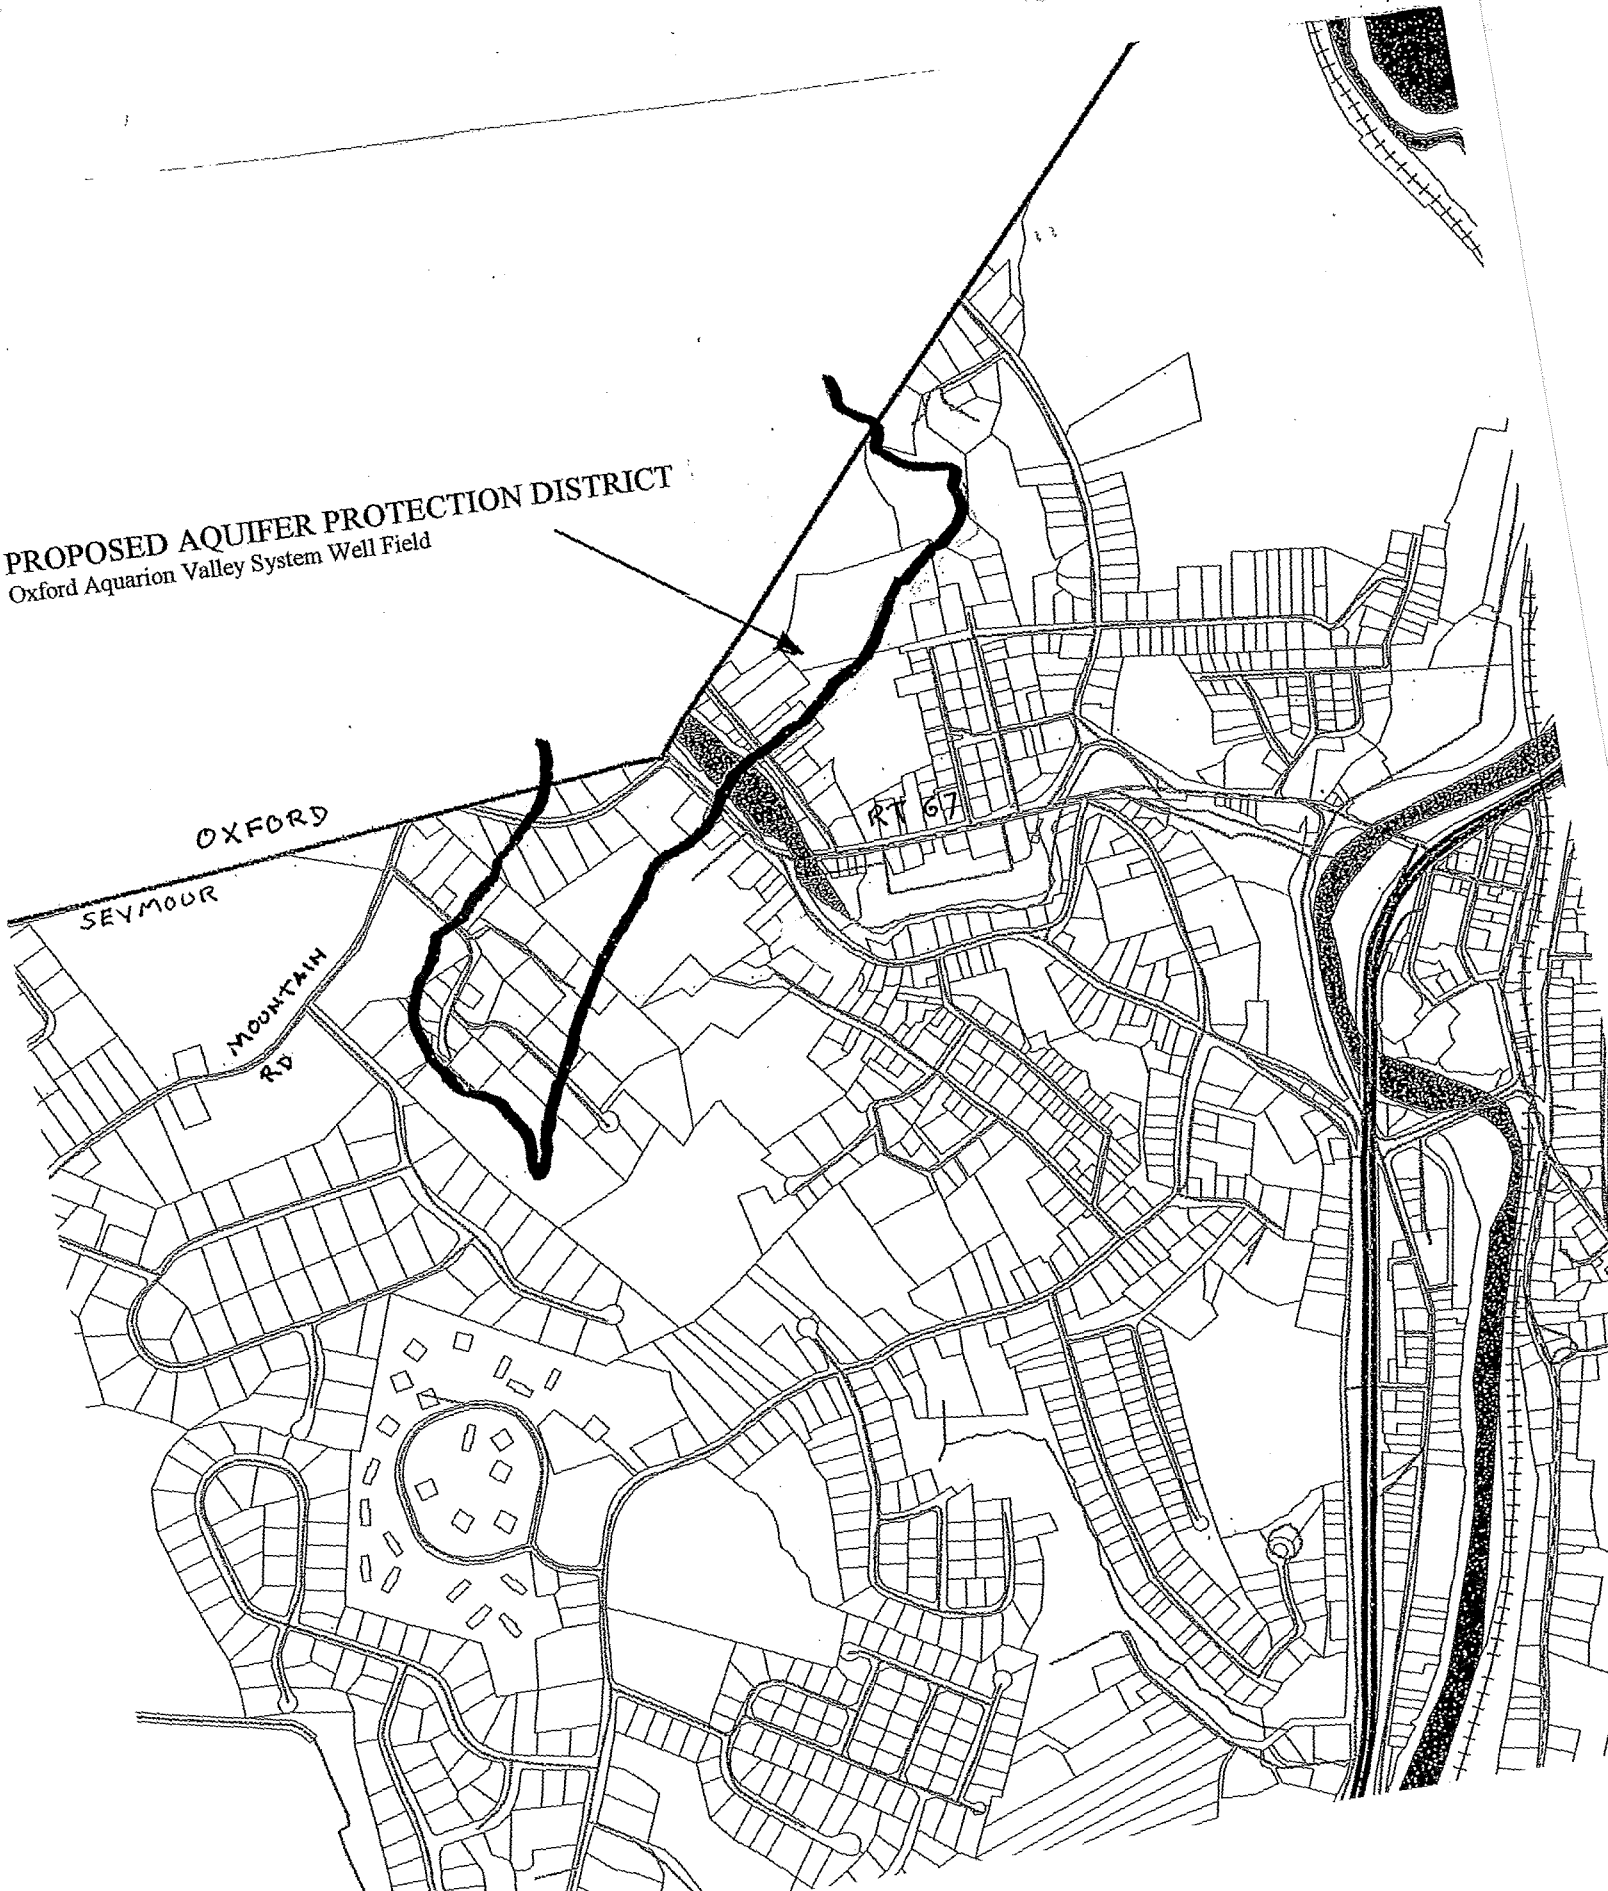 PROPOSED AQUIFER PROTECTION DISTRICT
Oxford Aquarion Valley System Well Field
RT 67
OXFORD
SEYMOUR
MOUNTAIN
RD